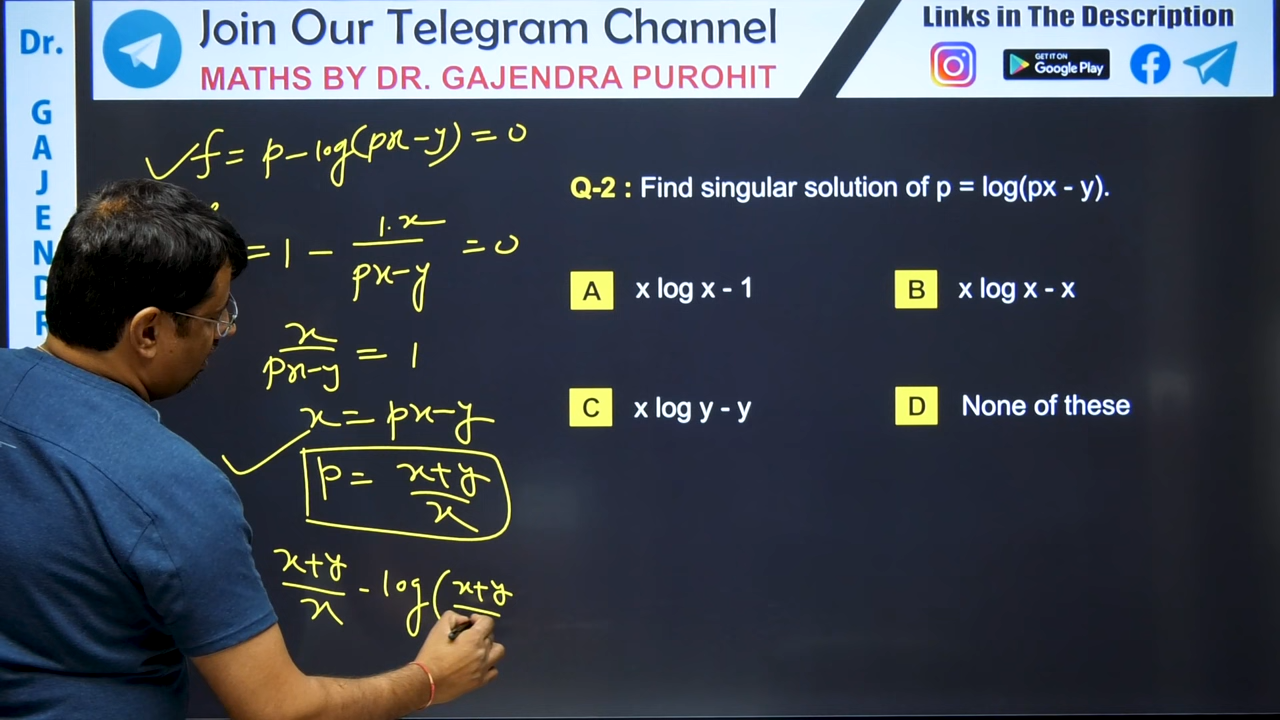 Join Our Telegram Channel
MATHS BY DR. GAJENDRA PUROHIT
Links in The Description
GET IT ON
Google Play
Dr.
G
A
J
E
N
D
R
f = p - log(px-y) = 0
= 1 - 1.x/(px-y) = 0
x/(px-y) = 1
x = px-y
p = (x+y)/x
(x+y)/x - log(x+y
Q-2 : Find singular solution of p = log(px - y).
A x log x - 1
B x log x - x
C x log y - y
D None of these